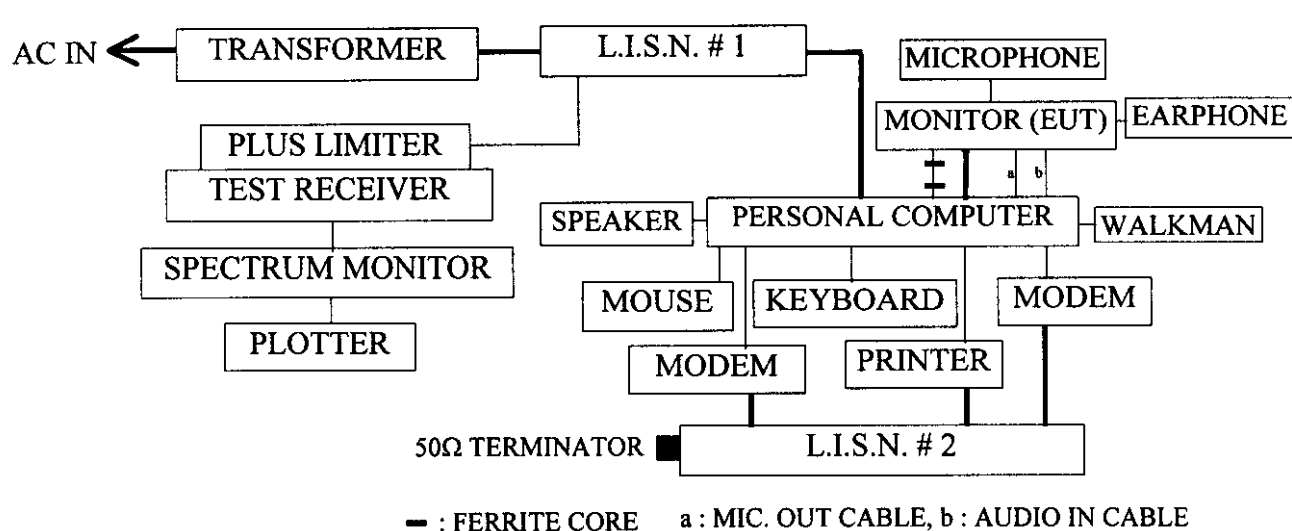 AC IN
TRANSFORMER
L.I.S.N. # 1
MICROPHONE
MONITOR (EUT)
EARPHONE
PLUS LIMITER
TEST RECEIVER
a
b
SPEAKER
PERSONAL COMPUTER
WALKMAN
SPECTRUM MONITOR
MOUSE
KEYBOARD
MODEM
PLOTTER
MODEM
PRINTER
50Ω TERMINATOR
L.I.S.N. # 2
: FERRITE CORE a : MIC. OUT CABLE, b : AUDIO IN CABLE